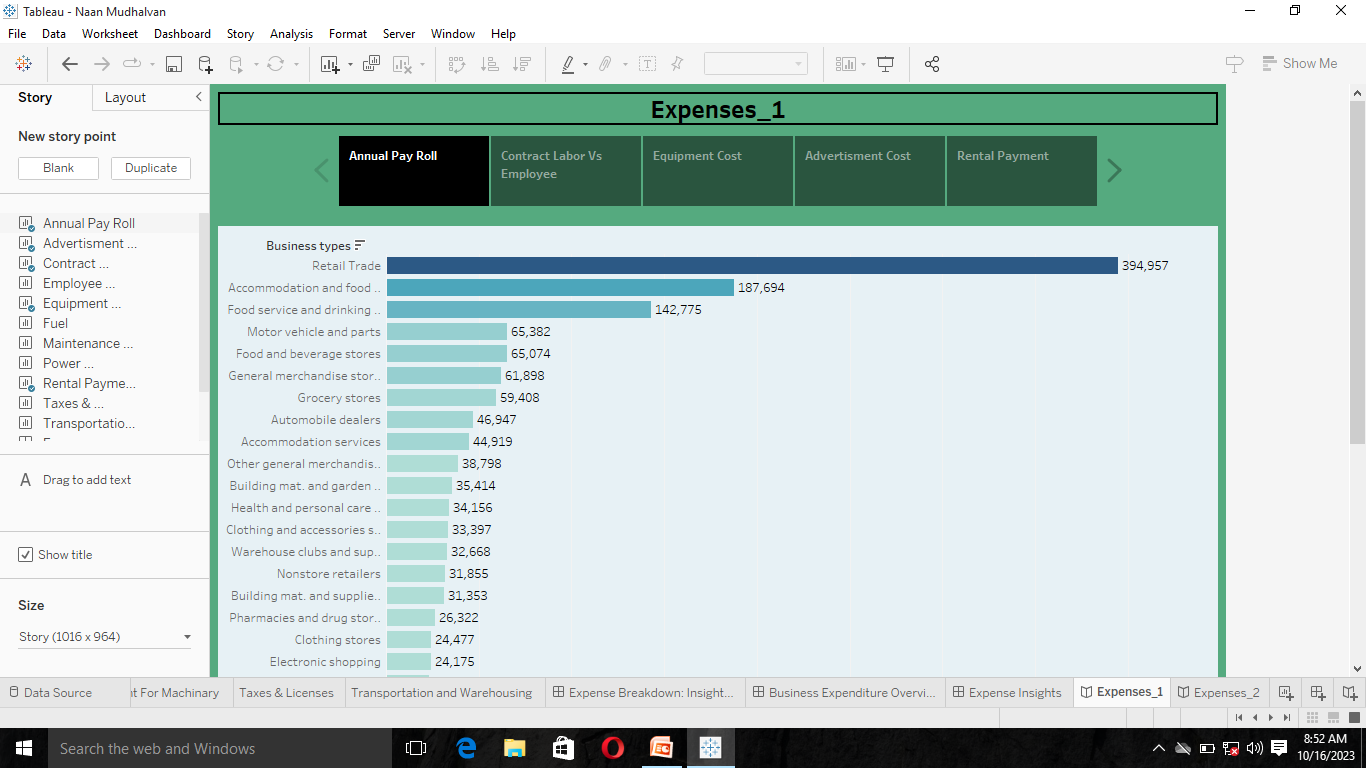 Tableau - Naan Mudhalvan
File Data Worksheet Dashboard Story Analysis Format Server Window Help
Show Me
Story Layout
New story point
Blank Duplicate
Annual Pay Roll
Advertisment ...
Contract ...
Employee ...
Equipment ...
Fuel
Maintenance ...
Power ...
Rental Payme...
Taxes & ...
Transportatio...
A Drag to add text
Show title
Size
Story (1016 x 964)
Expenses_1
Annual Pay Roll
Contract Labor Vs
Employee
Equipment Cost
Advertisment Cost
Rental Payment
Business types
Retail Trade 394,957
Accommodation and food .. 187,694
Food service and drinking .. 142,775
Motor vehicle and parts 65,382
Food and beverage stores 65,074
General merchandise stor.. 61,898
Grocery stores 59,408
Automobile dealers 46,947
Accommodation services 44,919
Other general merchandis.. 38,798
Building mat. and garden .. 35,414
Health and personal care .. 34,156
Clothing and accessories s.. 33,397
Warehouse clubs and sup.. 32,668
Nonstore retailers 31,855
Building mat. and supplie.. 31,353
Pharmacies and drug stor.. 26,322
Clothing stores 24,477
Electronic shopping 24,175
Data Source t For Machinary Taxes & Licenses Transportation and Warehousing Expense Breakdown: Insight... Business Expenditure Overvi... Expense Insights Expenses_1 Expenses_2
Search the web and Windows
8:52 AM
10/16/2023